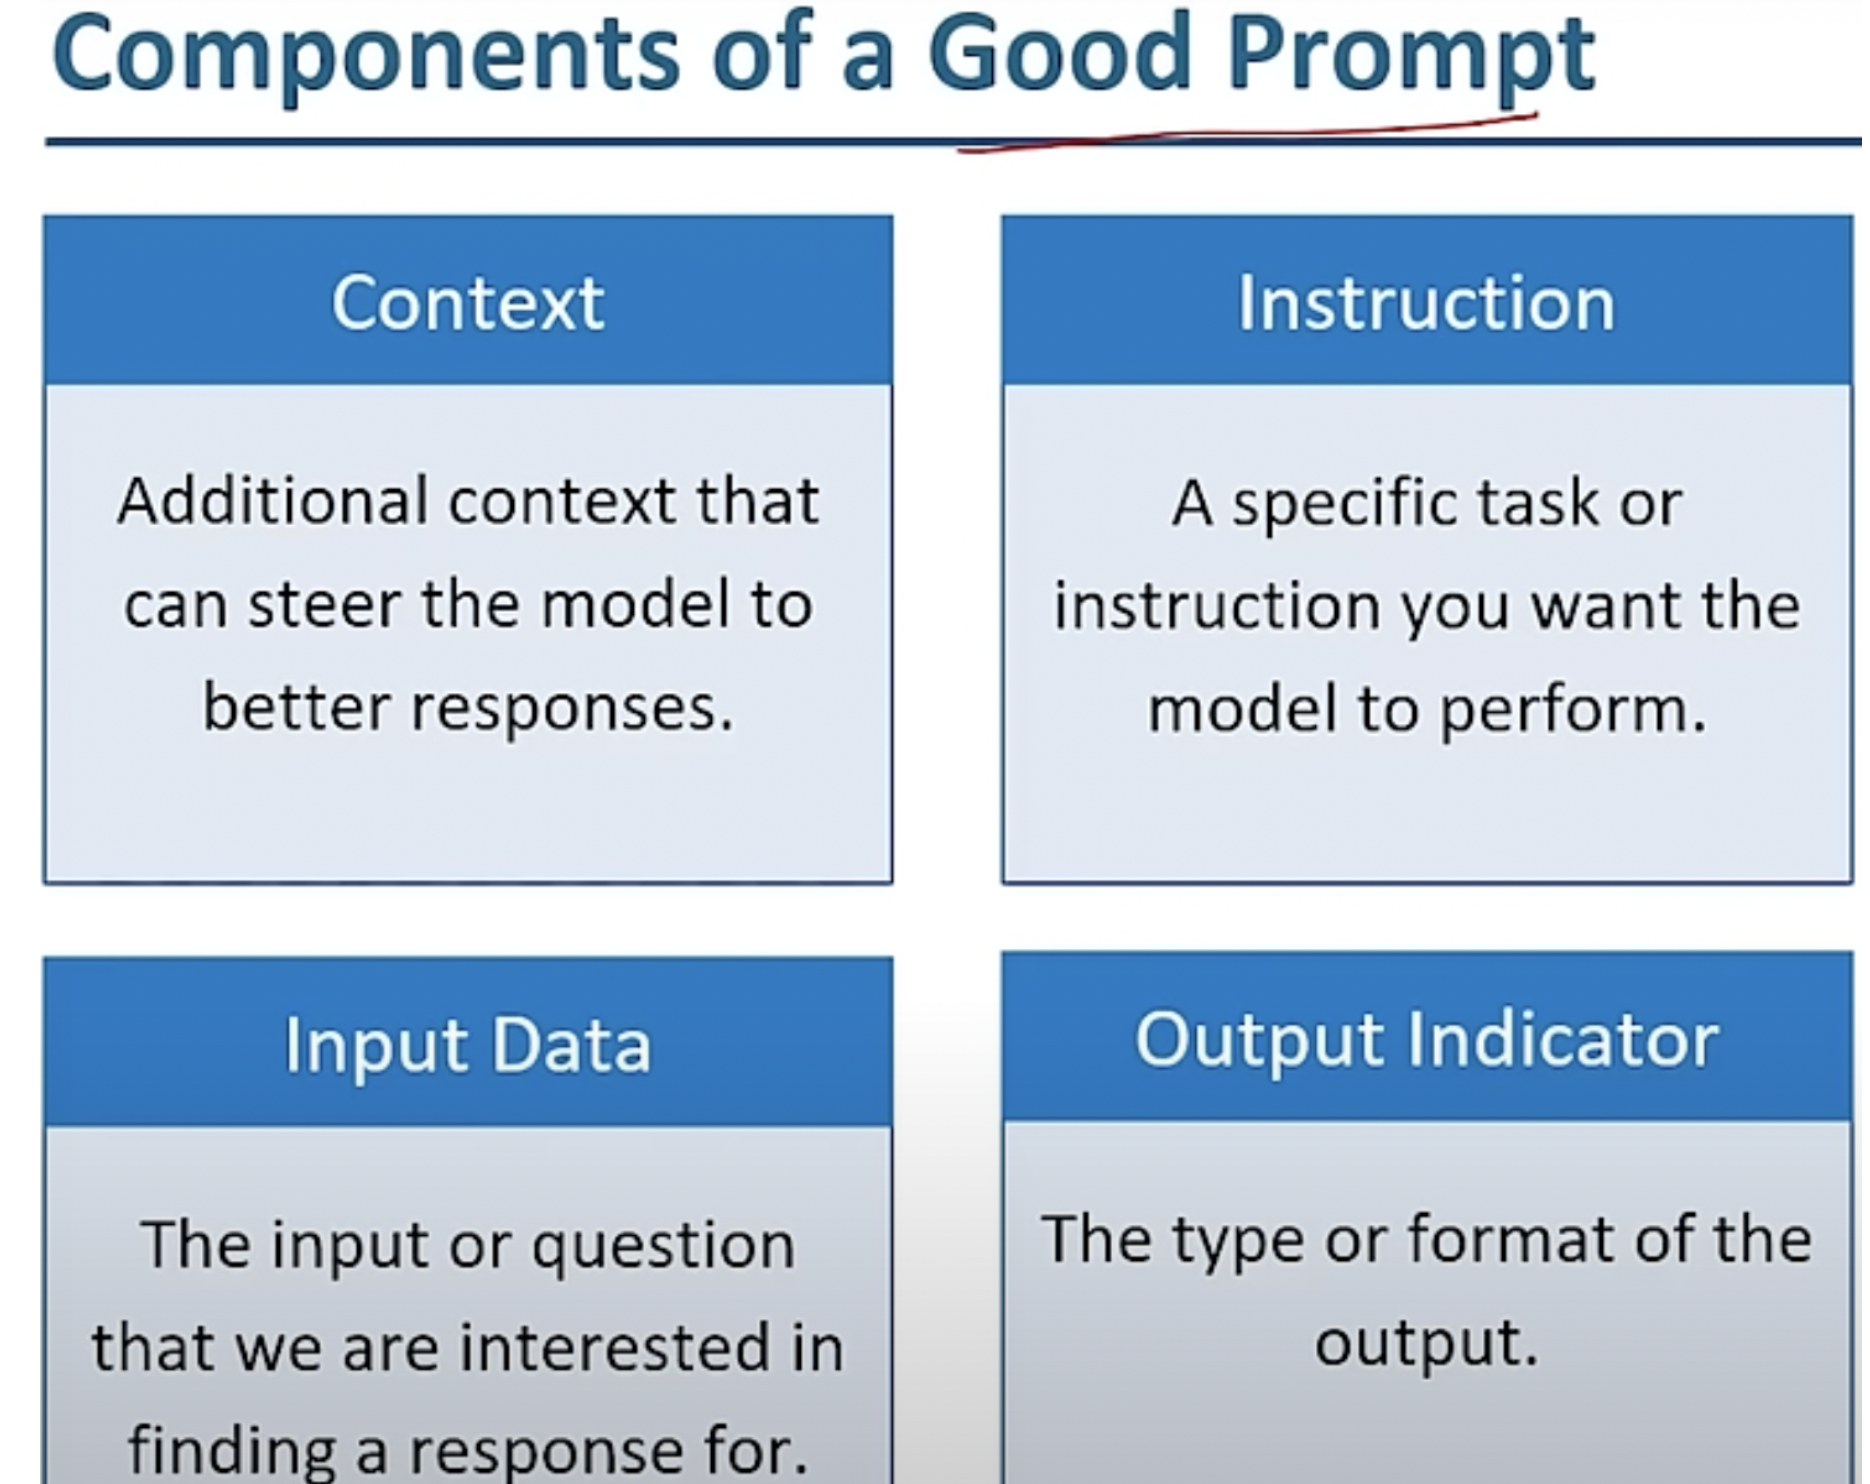 Components of a Good Prompt
Context
Additional context that
can steer the model to
better responses.
Instruction
A specific task or
instruction you want the
model to perform.
Input Data
The input or question
that we are interested in
finding a response for.
Output Indicator
The type or format of the
output.